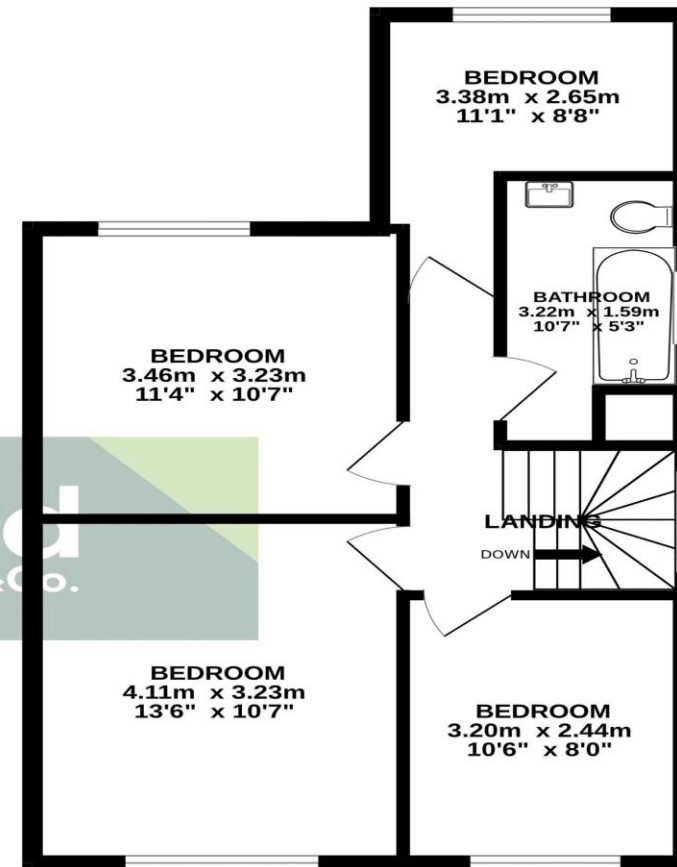 BEDROOM
3.38m x 2.65m
11'1" x 8'8"
BATHROOM
3.22m x 1.59m
10'7" x 5'3"
BEDROOM
3.46m x 3.23m
11'4" x 10'7"
LANDING
DOWN
BEDROOM
4.11m x 3.23m
13'6" x 10'7"
BEDROOM
3.20m x 2.44m
10'6" x 8'0"
&Co.